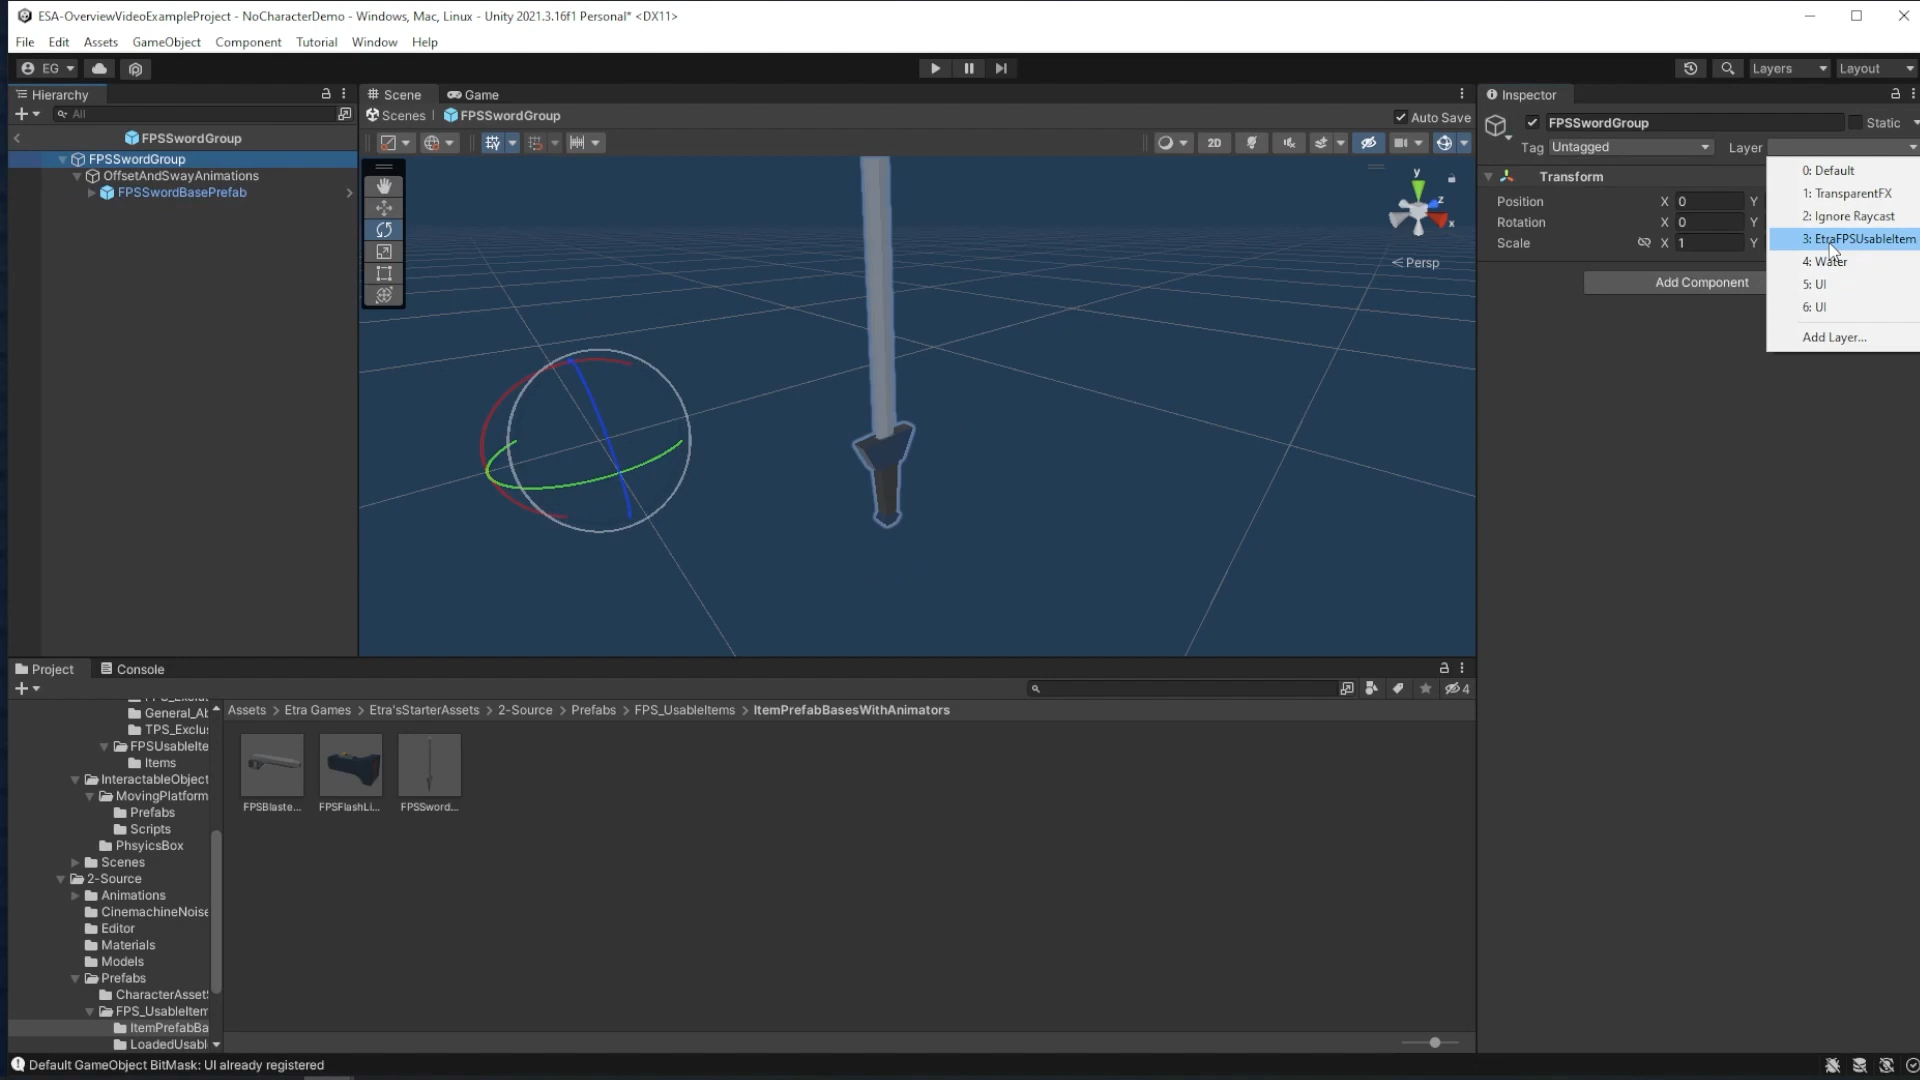 ESA-OverviewVideoExampleProject - NoCharacterDemo - Windows, Mac, Linux - Unity 2021.3.16f1 Personal* <DX11>
File Edit Assets GameObject Component Tutorial Window Help
EG Layers Layout
Hierarchy Scene Game Inspector
All Scenes FPSSwordGroup Auto Save
FPSSwordGroup
FPSSwordGroup
OffsetAndSwayAnimations
FPSSwordBasePrefab
2D
y
z
x
< Persp
FPSSwordGroup Static
Tag Untagged Layer
Transform
Position X 0 Y
Rotation X 0 Y
Scale X 1 Y
Add Component
0: Default
1: TransparentFX
2: Ignore Raycast
3: EtraFPSUsableItem
4: Water
5: UI
6: UI
Add Layer...
Project Console
4
General_Al
TPS_Exclu
FPSUsableIte
Items
InteractableObject
MovingPlatform
Prefabs
Scripts
PhsyicsBox
Scenes
2-Source
Animations
CinemachineNoise
Editor
Materials
Models
Prefabs
CharacterAsset
FPS_UsableItem
ItemPrefabBa
LoadedUsabl
Assets > Etra Games > Etra'sStarterAssets > 2-Source > Prefabs > FPS_UsableItems > ItemPrefabBasesWithAnimators
FPSBlaste... FPSFlashLi... FPSSword...
Default GameObject BitMask: UI already registered